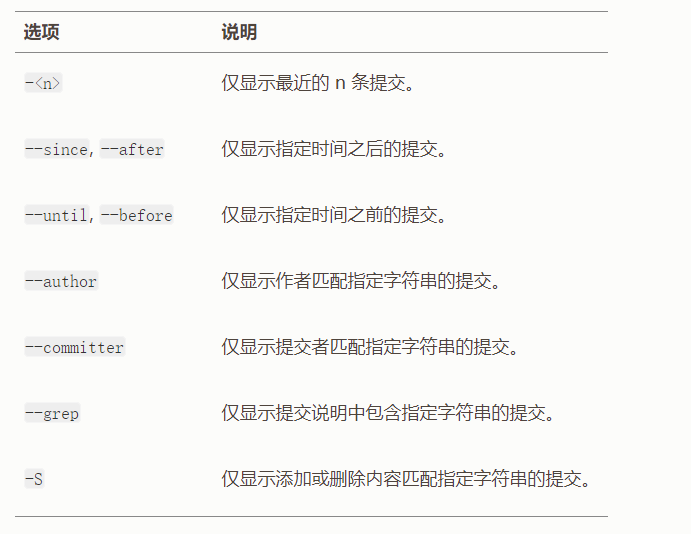 选项 说明
-<n> 仅显示最近的 n 条提交。
--since, --after 仅显示指定时间之后的提交。
--until, --before 仅显示指定时间之前的提交。
--author 仅显示作者匹配指定字符串的提交。
--committer 仅显示提交者匹配指定字符串的提交。
--grep 仅显示提交说明中包含指定字符串的提交。
-S 仅显示添加或删除内容匹配指定字符串的提交。